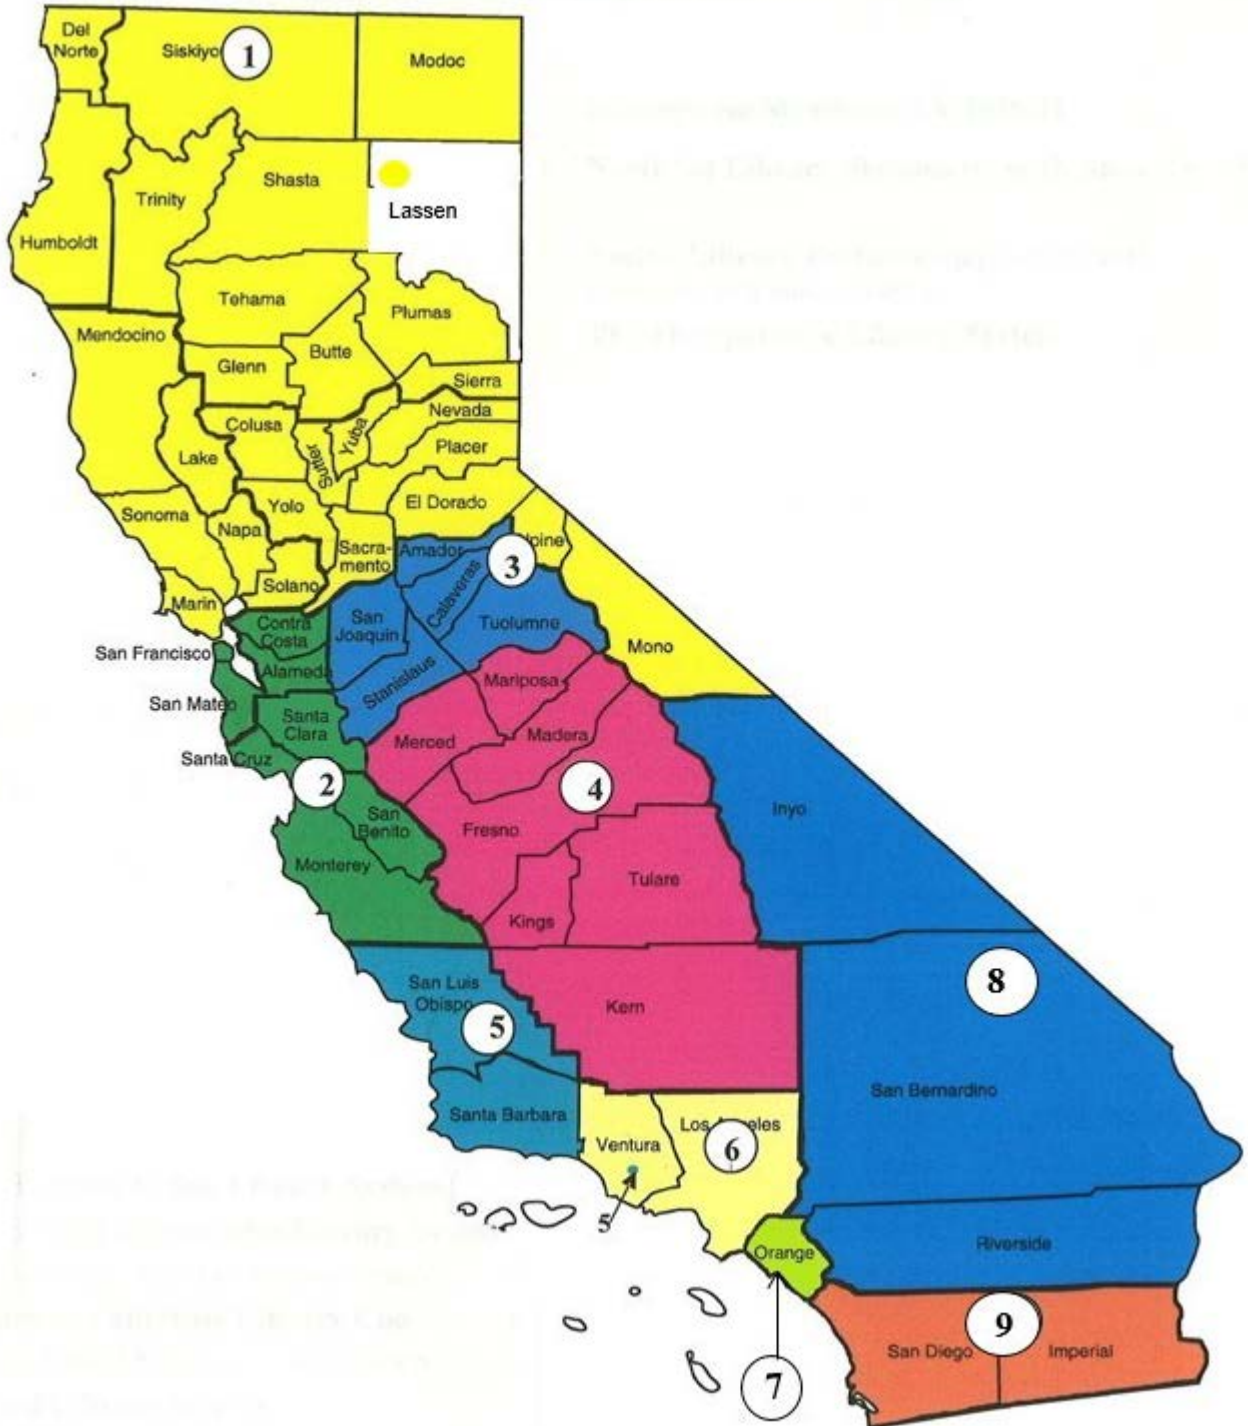 Del
Norte
Siskiyo
1
Modoc
Shasta
Trinity
Lassen
Humboldt
Tehama
Plumas
Mendocino
Butte
Glenn
Sierra
Nevada
Colusa
Yuba
Sutter
Placer
Lake
El Dorado
Yolo
Sonoma
Napa
Sacra-
mento
Amador
lpine
3
Solano
Calaveras
Marin
Contra
Costa
San
Joaquin
Tuolumne
San Francisco
Mono
Alameda
Stanislaus
Mariposa
San Mateo
Santa
Clara
Merced
Madera
Santa Cruz
2
4
San
Benito
Fresno
Inyo
Monterey
Tulare
Kings
San Luis
Obispo
5
Kern
8
San Bernardino
Santa Barbara
Ventura
Los Angeles
6
5
Orange
Riverside
9
San Diego
Imperial
7